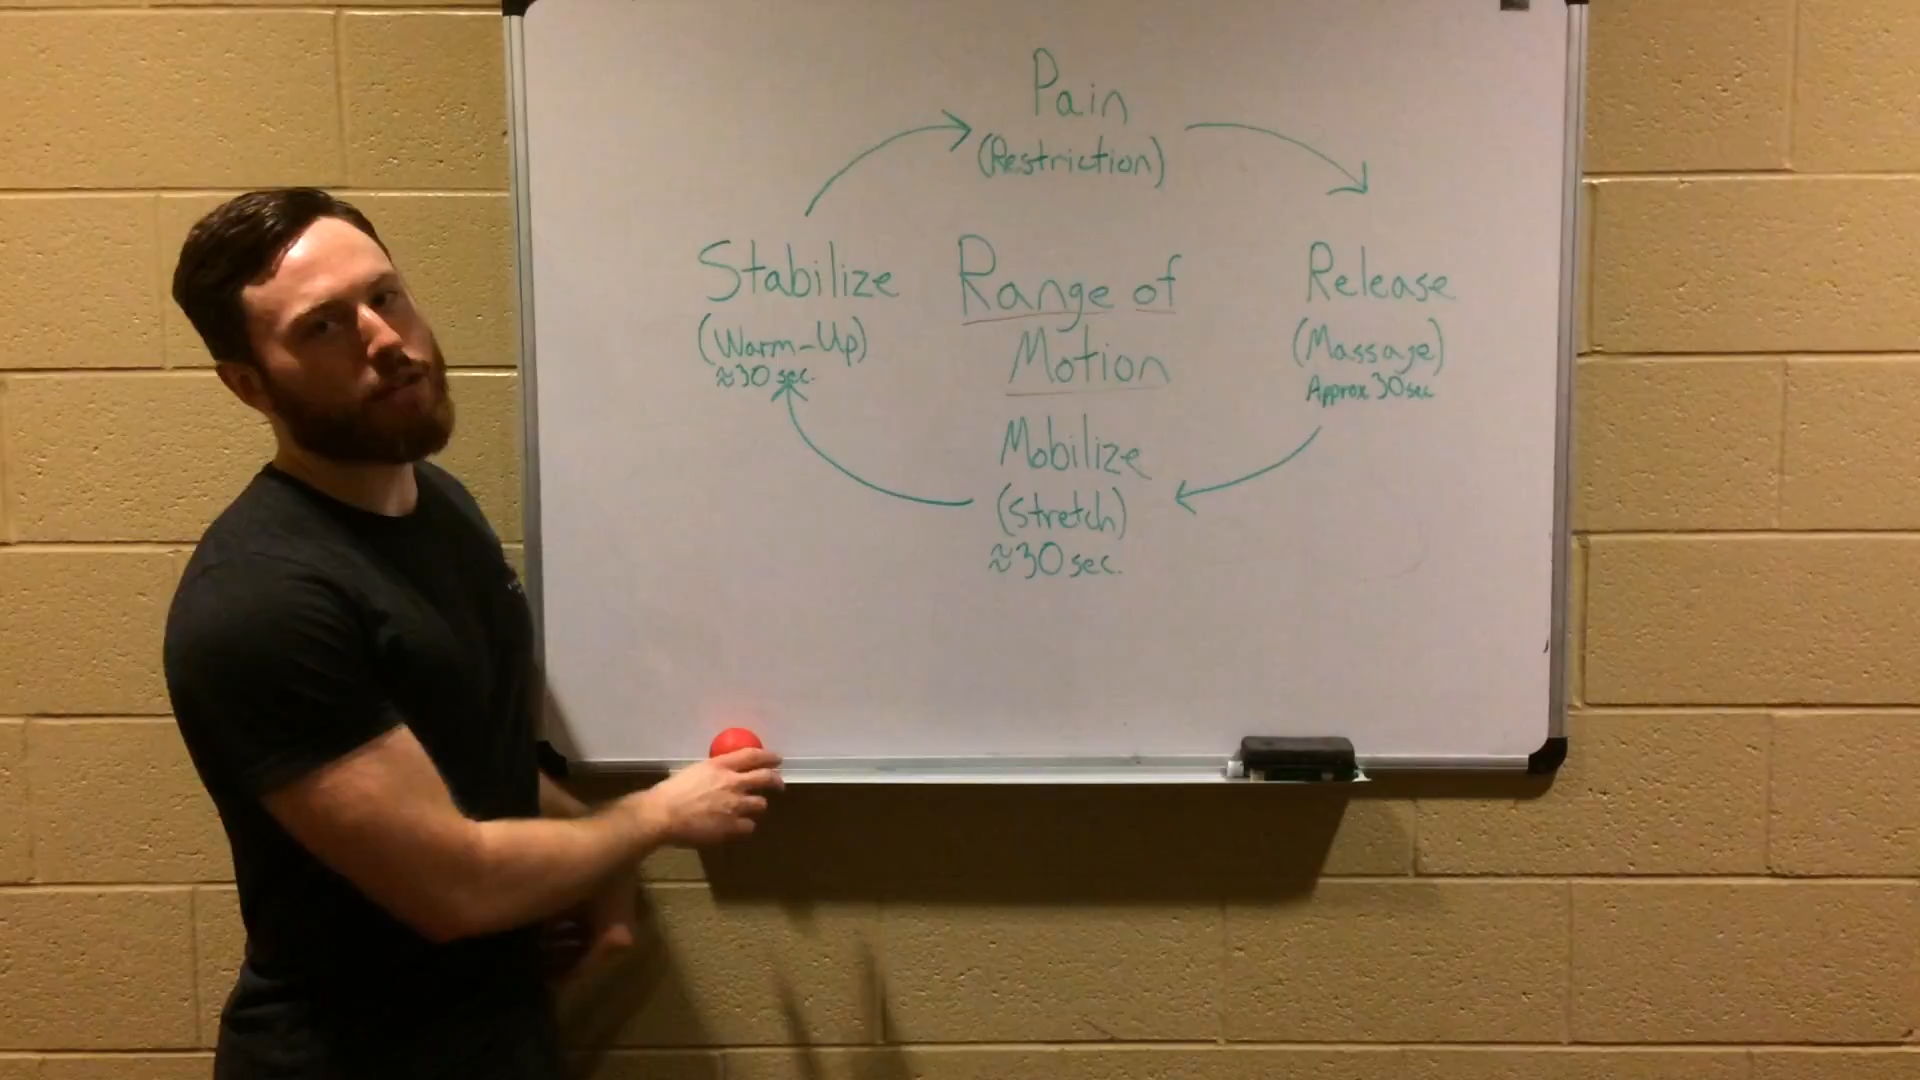 Pain
(Restriction)
Stabilize
(Warm-Up)
≈30 sec.
Range of
Motion
Release
(Massage)
Approx. 30 sec
Mobilize
(Stretch)
≈30 sec.